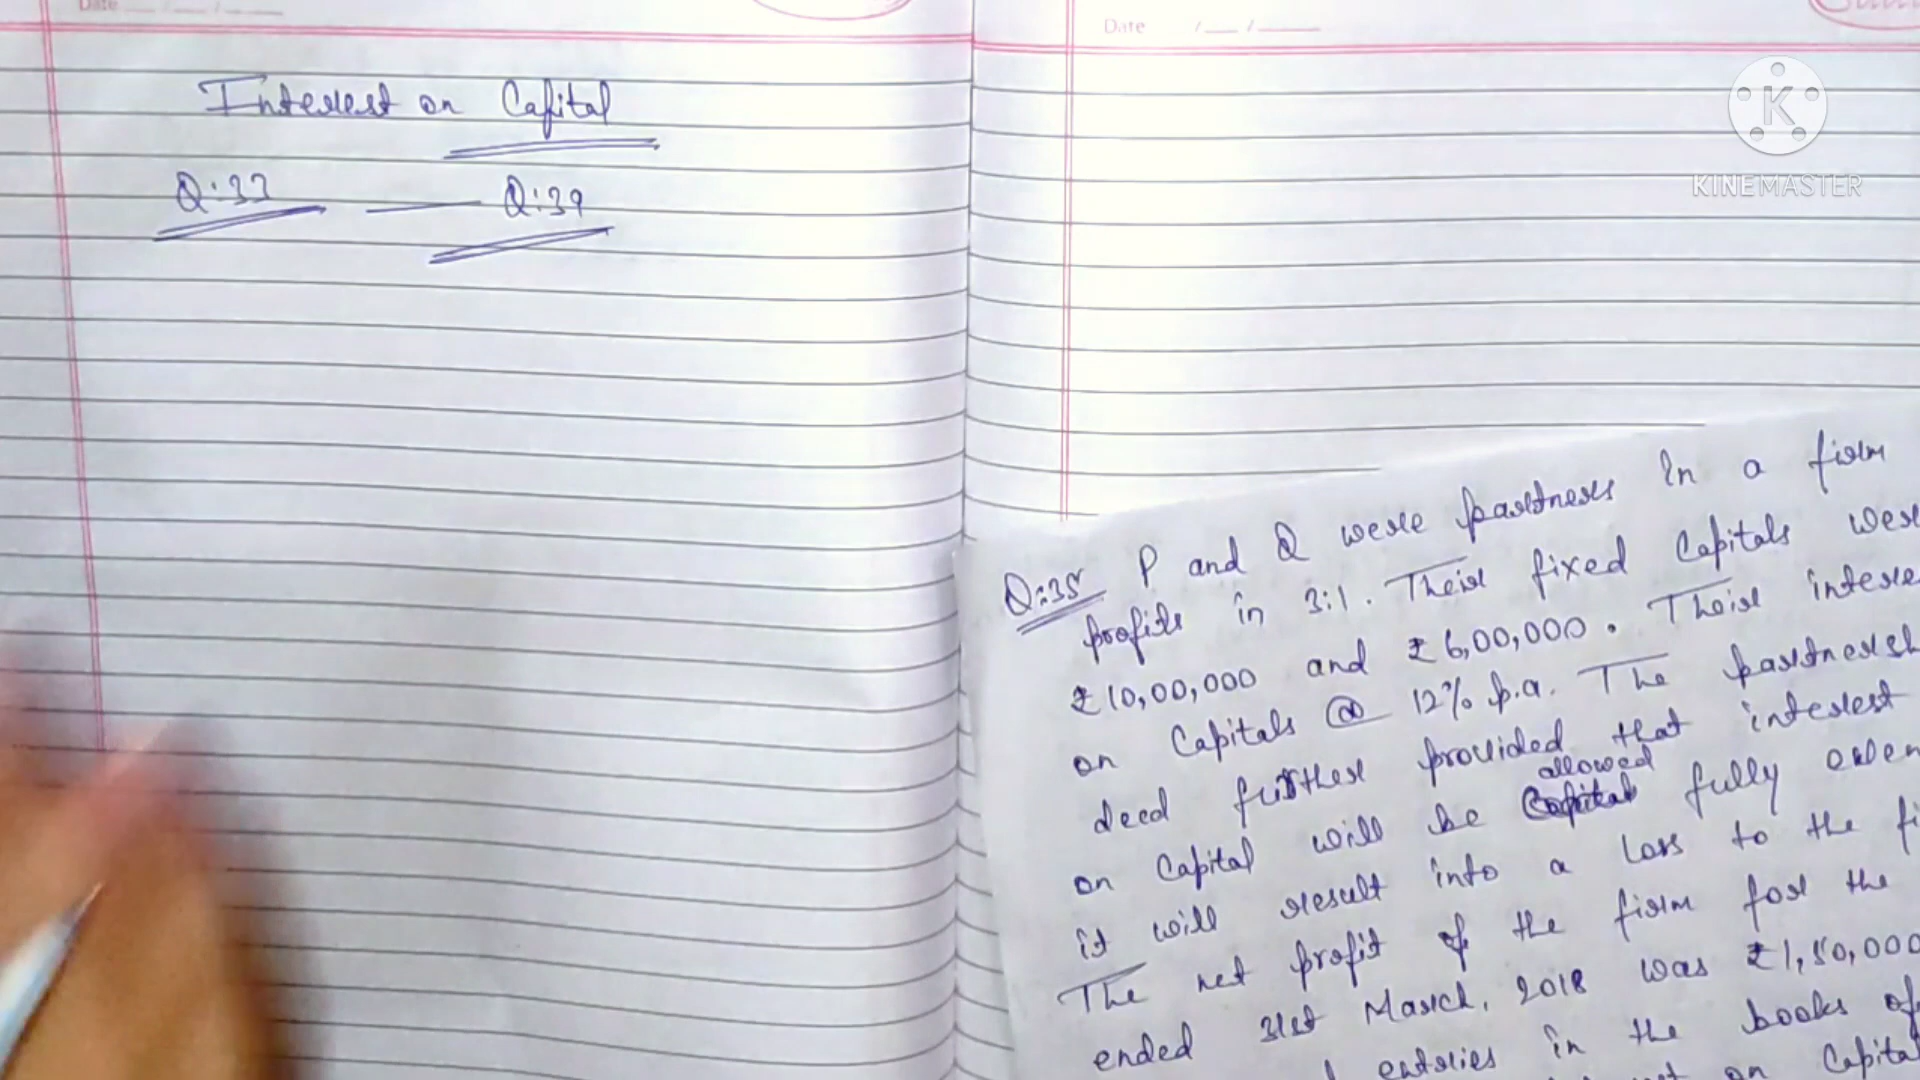 Date
Interest on Capital
Q:33 — Q:39
Date
KINEMASTER
Q:35 P and Q were partners in a firm
profits in 3:1. Their fixed Capitals were
₹10,00,000 and ₹6,00,000. Their
on Capitals @ 12% p.a. The
deed further provided that interest
on Capital will be allowed fully even
it will result into a loss to the
The net profit of the firm for the
ended 31st March, 2018 was ₹1,50,000
entries in the books of
on Capital